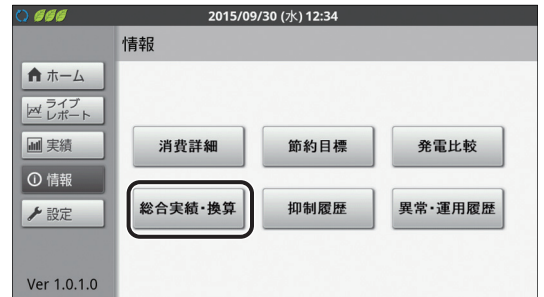 2015/09/30 (水) 12:34
情報
ホーム
ライブ
レポート
実績
情報
設定
消費詳細
節約目標
発電比較
総合実績・換算
抑制履歴
異常・運用履歴
Ver 1.0.1.0